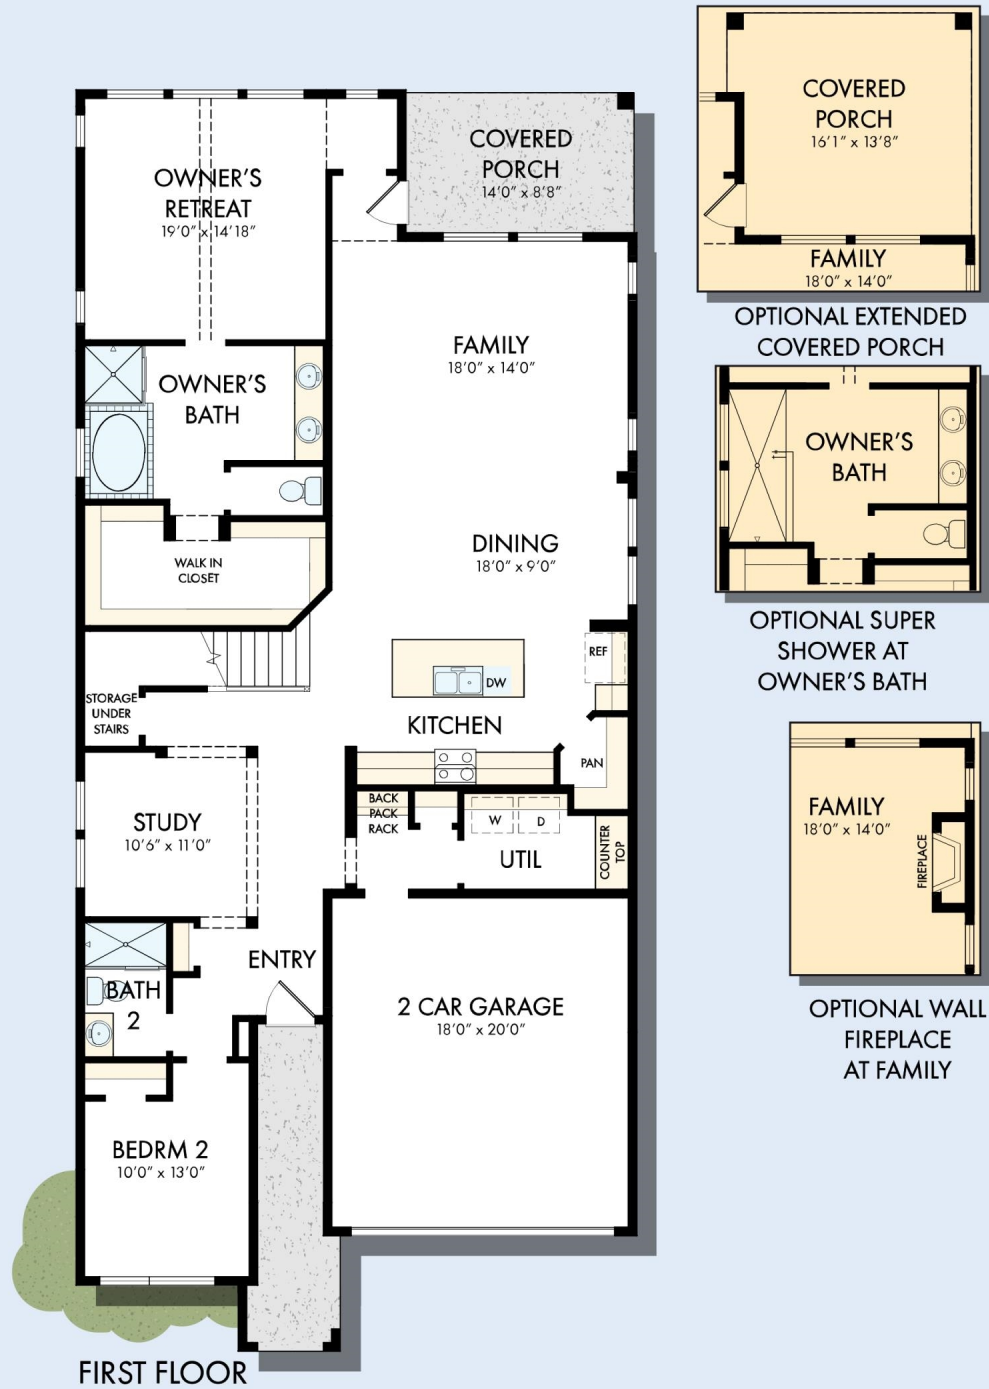 OWNER'S
RETREAT
19'0" x 14'18"
COVERED
PORCH
14'0" x 8'8"
FAMILY
18'0" x 14'0"
OWNER'S
BATH
WALK IN
CLOSET
DINING
18'0" x 9'0"
REF
DW
KITCHEN
STORAGE
UNDER
STAIRS
PAN
BACK
PACK
RACK
W
D
UTIL
COUNTER
TOP
STUDY
10'6" x 11'0"
ENTRY
BATH
2
2 CAR GARAGE
18'0" x 20'0"
BEDRM 2
10'0" x 13'0"
FIRST FLOOR
COVERED
PORCH
16'1" x 13'8"
FAMILY
18'0" x 14'0"
OPTIONAL EXTENDED
COVERED PORCH
OWNER'S
BATH
OPTIONAL SUPER
SHOWER AT
OWNER'S BATH
FAMILY
18'0" x 14'0"
FIREPLACE
OPTIONAL WALL
FIREPLACE
AT FAMILY